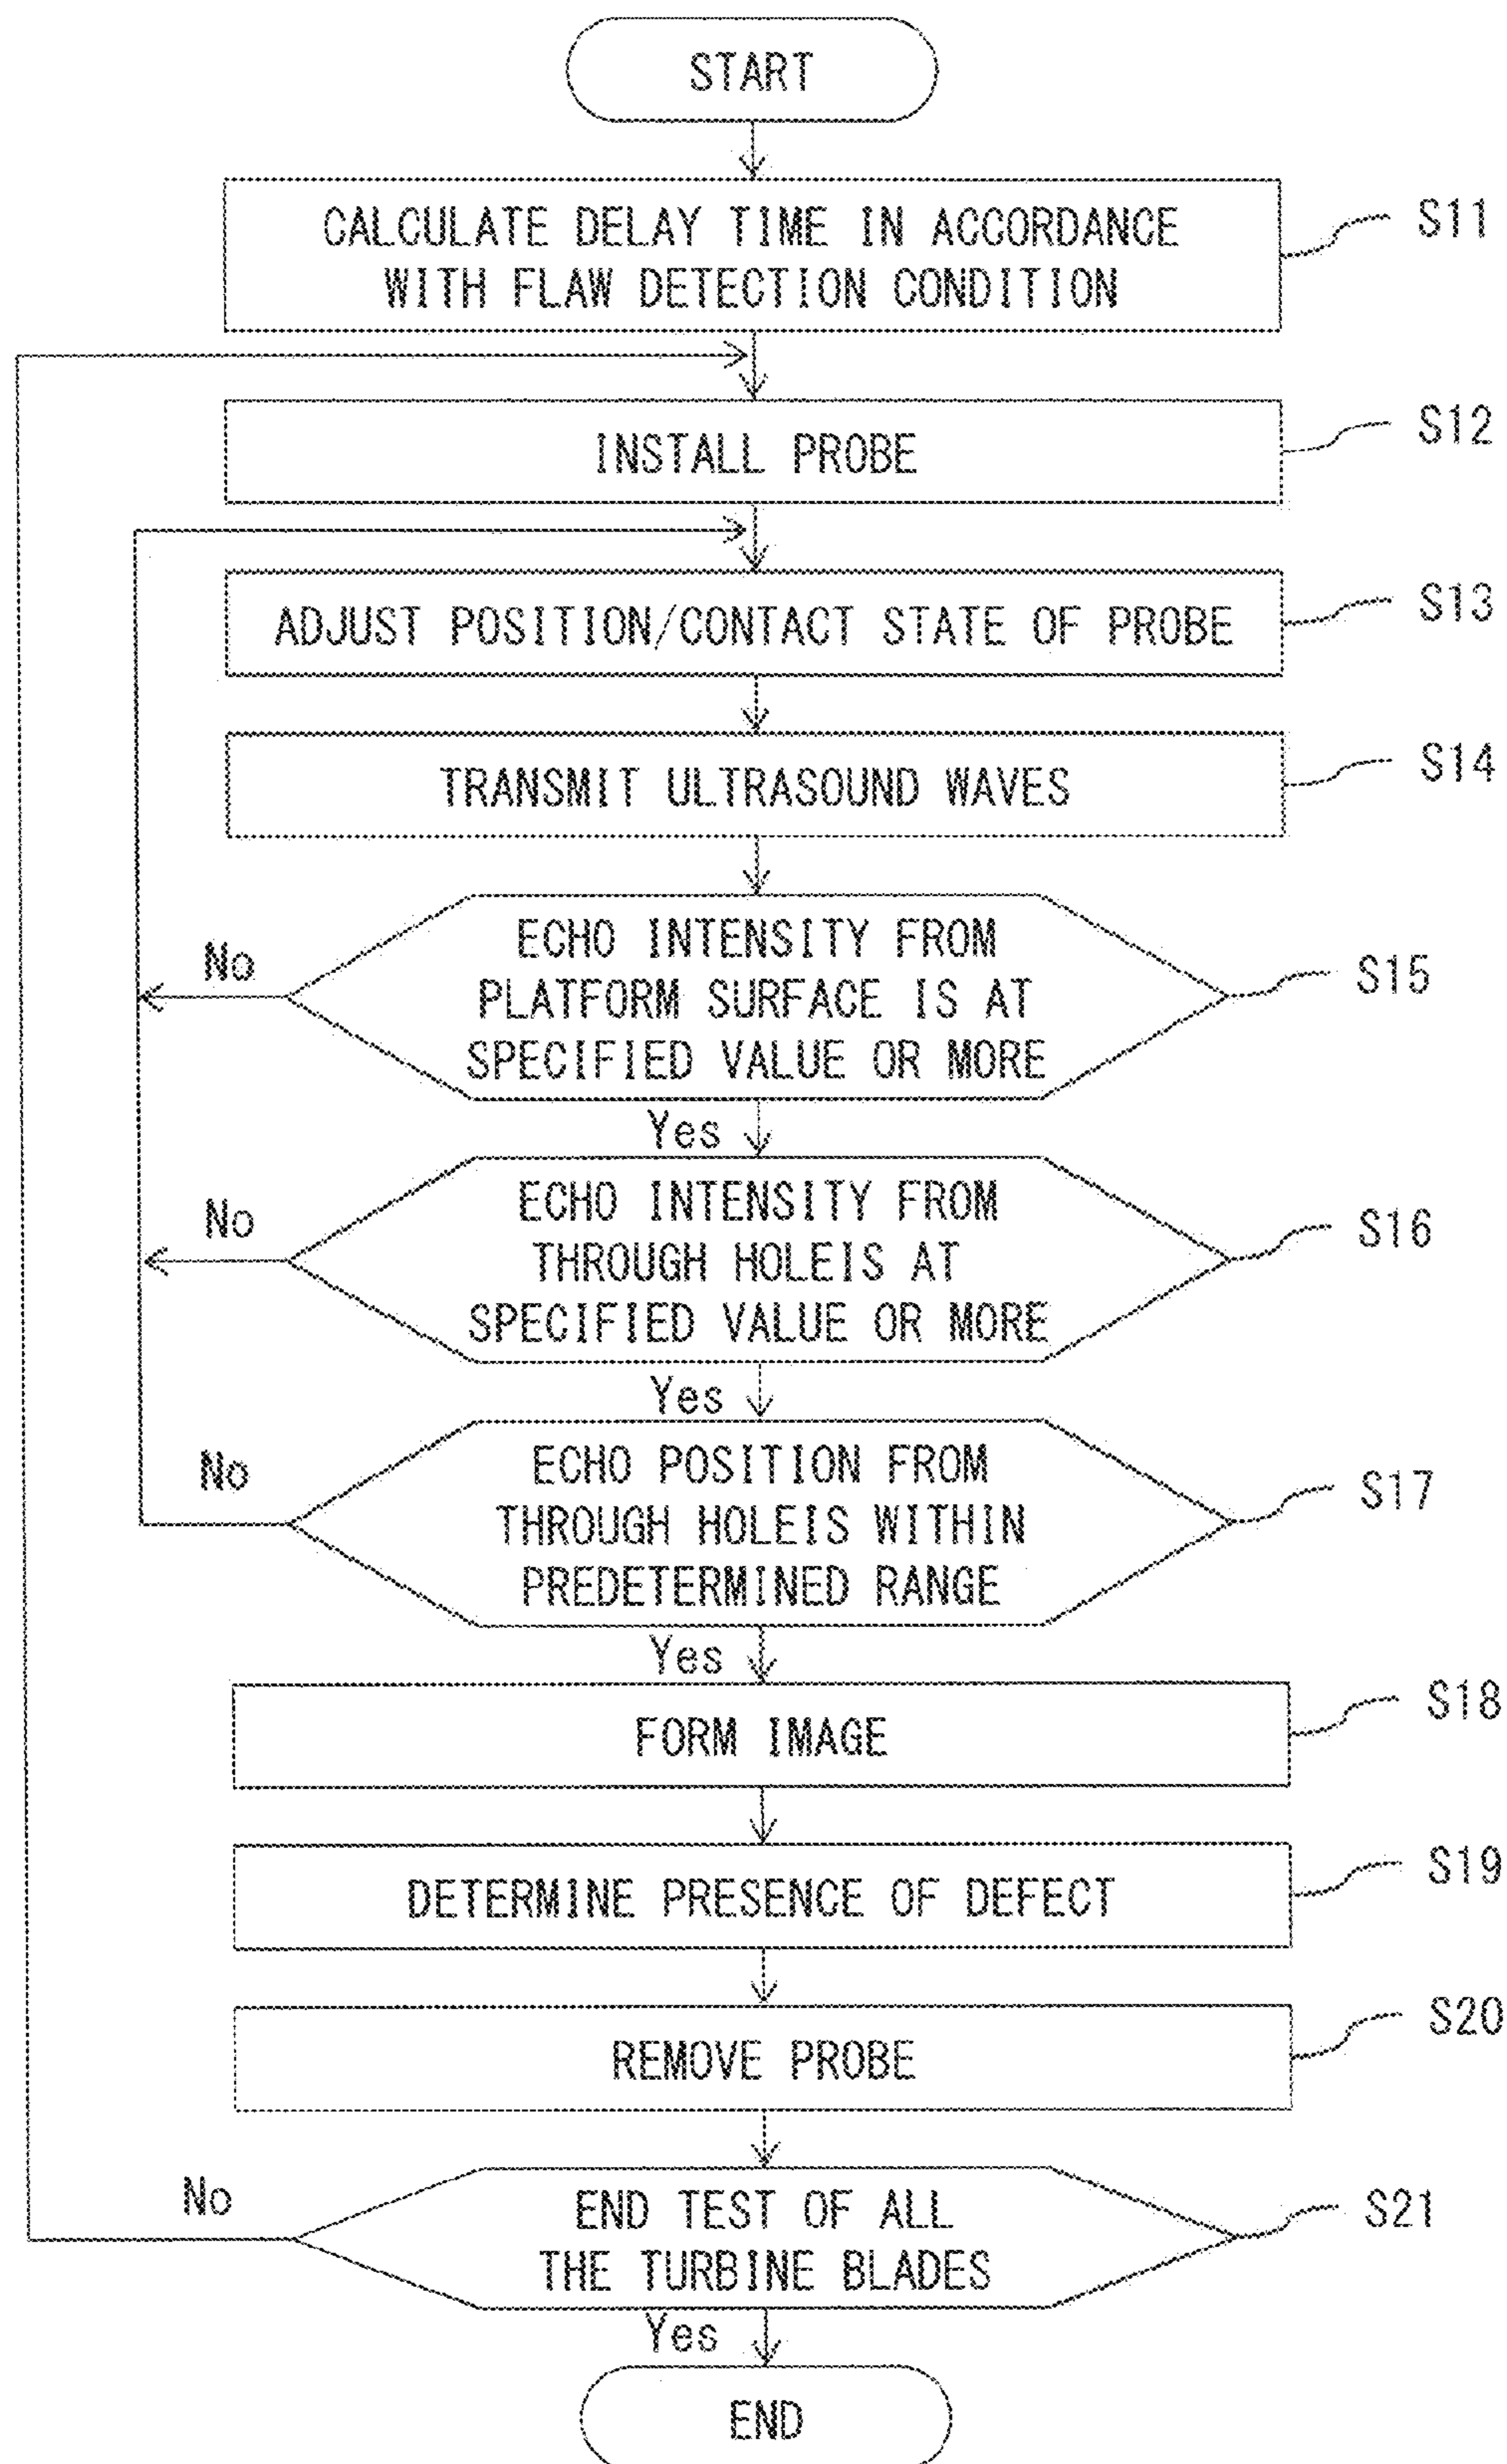 START
CALCULATE DELAY TIME IN ACCORDANCE
WITH FLAW DETECTION CONDITION
S11
INSTALL PROBE
S12
ADJUST POSITION/CONTACT STATE OF PROBE
S13
TRANSMIT ULTRASOUND WAVES
S14
ECHO INTENSITY FROM
PLATFORM SURFACE IS AT
SPECIFIED VALUE OR MORE
S15
No
Yes
ECHO INTENSITY FROM
THROUGH HOLEIS AT
SPECIFIED VALUE OR MORE
S16
No
Yes
ECHO POSITION FROM
THROUGH HOLEIS WITHIN
PREDETERMINED RANGE
S17
No
Yes
FORM IMAGE
S18
DETERMINE PRESENCE OF DEFECT
S19
REMOVE PROBE
S20
END TEST OF ALL
THE TURBINE BLADES
S21
No
Yes
END